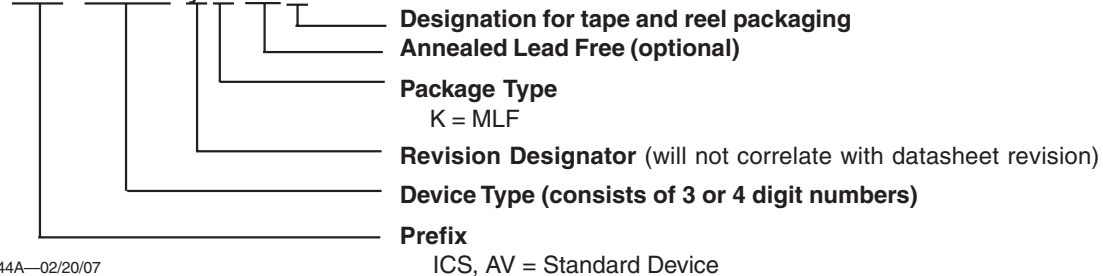 Designation for tape and reel packaging
Annealed Lead Free (optional)
Package Type
K = MLF
Revision Designator (will not correlate with datasheet revision)
Device Type (consists of 3 or 4 digit numbers)
Prefix
ICS, AV = Standard Device
44A—02/20/07